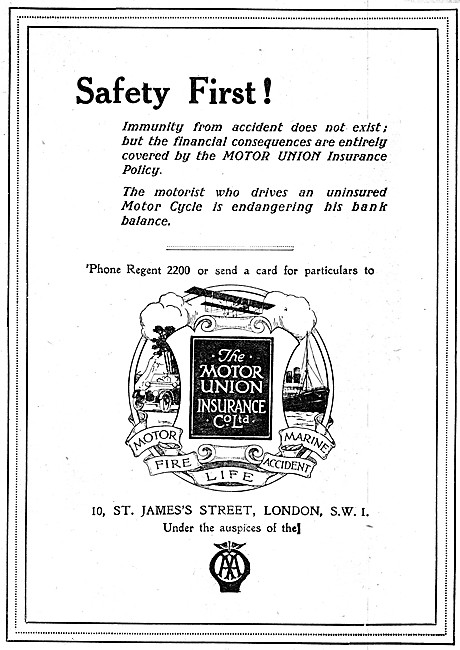 Safety First!
Immunity from accident does not exist;
but the financial consequences are entirely
covered by the MOTOR UNION Insurance
Policy.
The motorist who drives an uninsured
Motor Cycle is endangering his bank
balance.
'Phone Regent 2200 or send a card for particulars to
The
MOTOR
UNION
INSURANCE
Co Ltd
MOTOR
FIRE
LIFE
ACCIDENT
MARINE
10, ST. JAMES'S STREET, LONDON, S.W. 1.
Under the auspices of the
AA